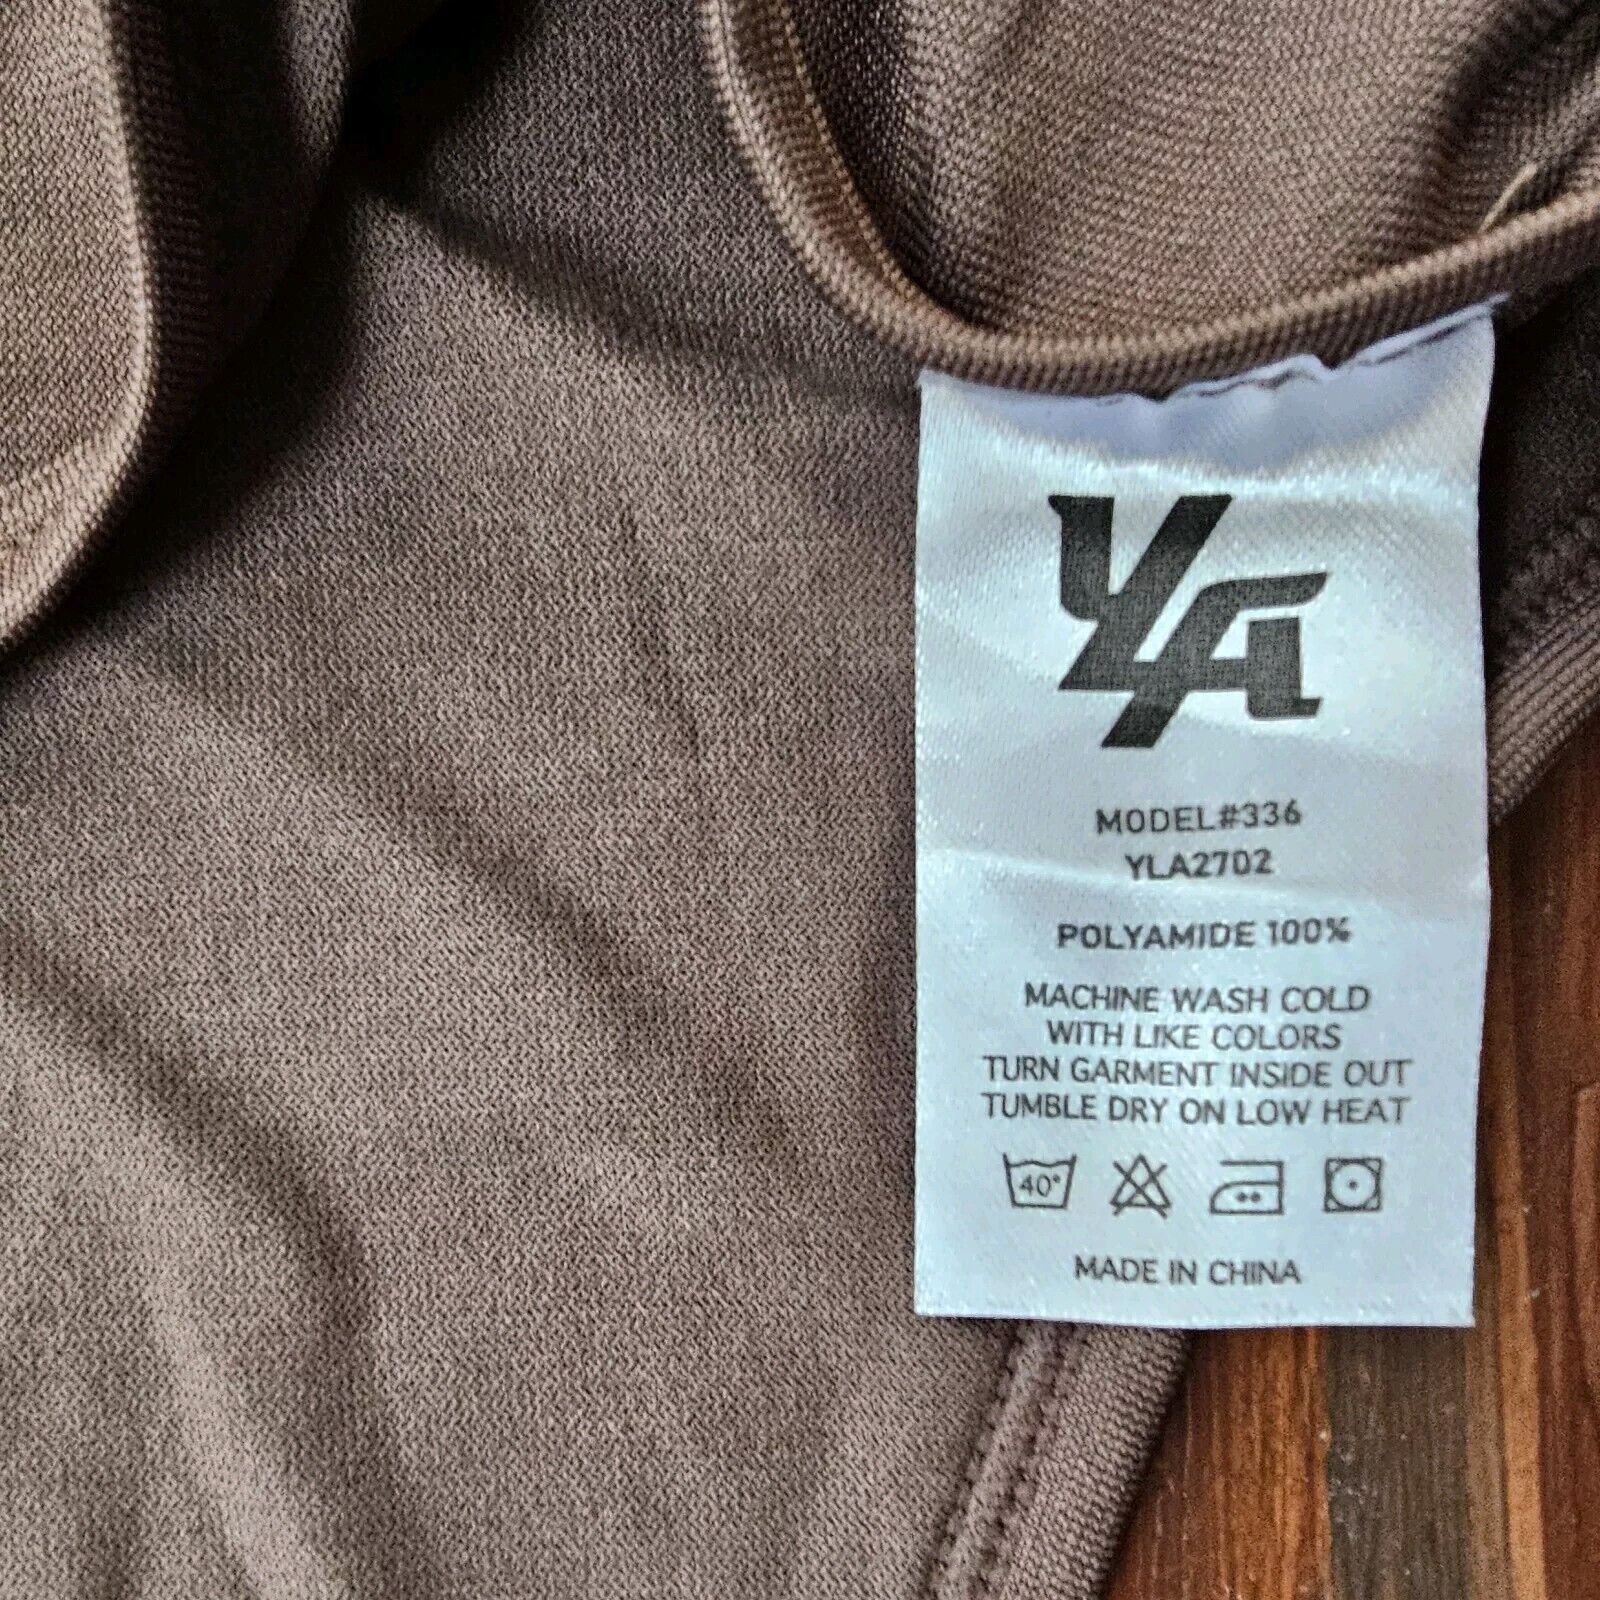 YLA
MODEL#336
YLA2702
POLYAMIDE 100%
MACHINE WASH COLD
WITH LIKE COLORS
TURN GARMENT INSIDE OUT
TUMBLE DRY ON LOW HEAT
40°
MADE IN CHINA